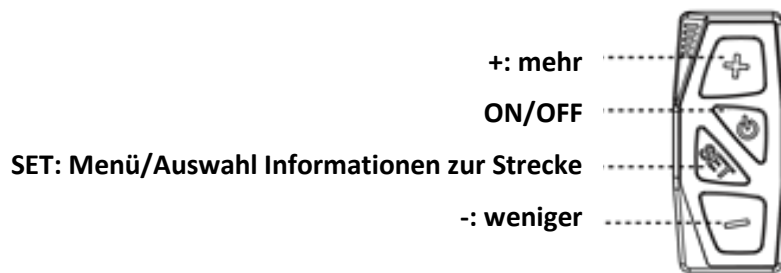 +: mehr
ON/OFF
SET: Menü/Auswahl Informationen zur Strecke
SET
-: weniger